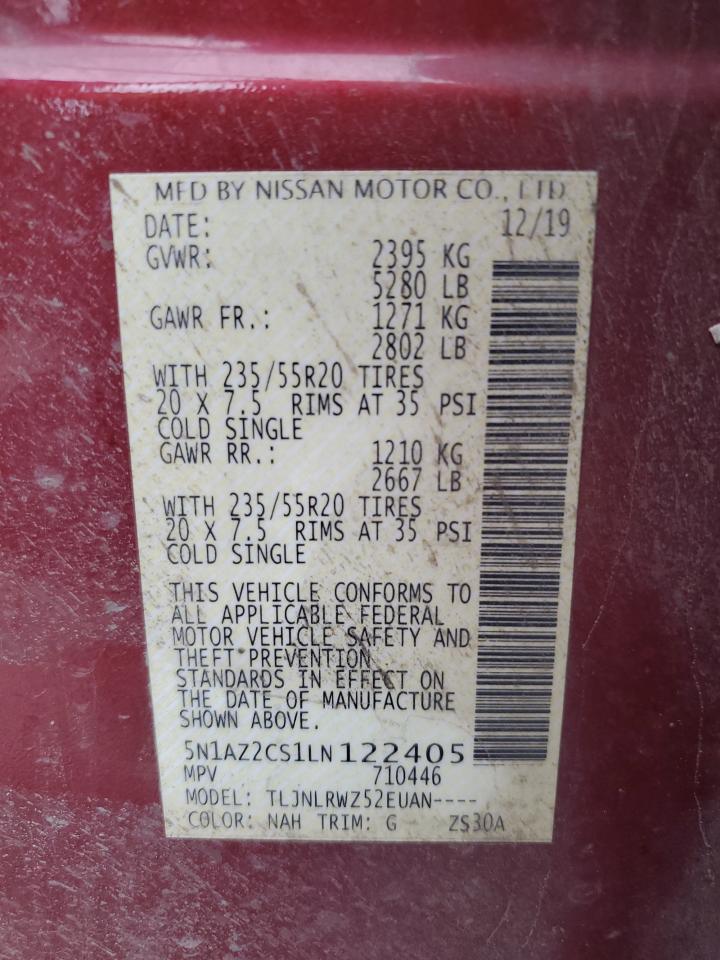 MFD BY NISSAN MOTOR CO., LTD
DATE: 12/19
GVWR: 2395 KG
5280 LB
GAWR FR.: 1271 KG
2802 LB
WITH 235/55R20 TIRES
20 X 7.5 RIMS AT 35 PSI
COLD SINGLE
GAWR RR.: 1210 KG
2667 LB
WITH 235/55R20 TIRES
20 X 7.5 RIMS AT 35 PSI
COLD SINGLE
THIS VEHICLE CONFORMS TO
ALL APPLICABLE FEDERAL
MOTOR VEHICLE SAFETY AND
THEFT PREVENTION
STANDARDS IN EFFECT ON
THE DATE OF MANUFACTURE
SHOWN ABOVE.
5N1AZ2CS1LN122405
MPV 710446
MODEL: TLJNLRWZ52EUAN----
COLOR: NAH TRIM: G ZS30A